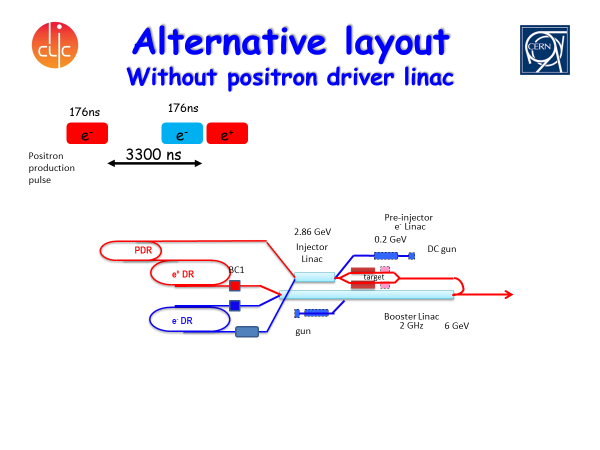 Alternative layout
Without positron driver linac
clic
CERN
176ns
176ns
e-
e-
e+
3300 ns
Positron
production
pulse
Pre-injector
e- Linac
0.2 GeV
DC gun
2.86 GeV
Injector
Linac
PDR
e+ DR
BC1
target
e- DR
gun
Booster Linac
2 GHz
6 GeV